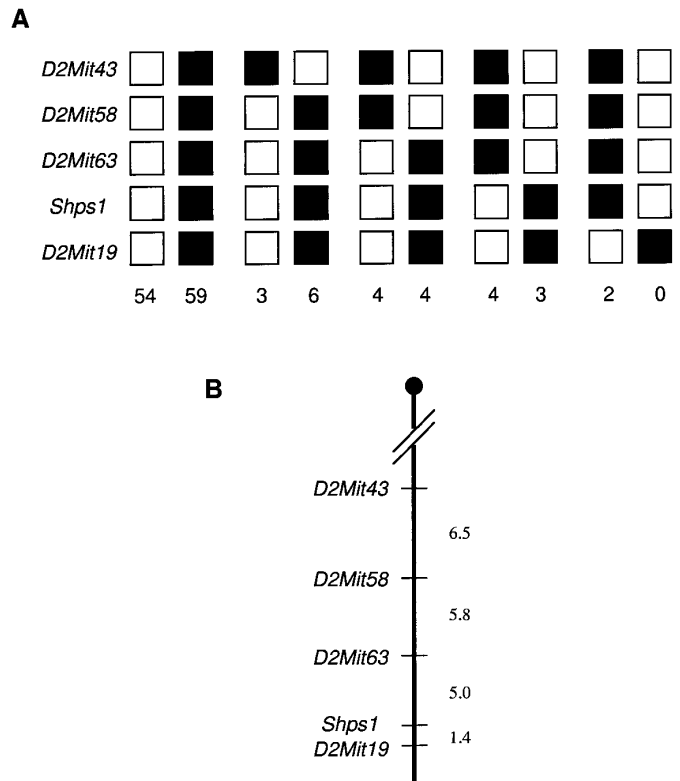 A
D2Mit43
D2Mit58
D2Mit63
Shps1
D2Mit19
54 59 3 6 4 4 4 3 2 0
B
D2Mit43
6.5
D2Mit58
5.8
D2Mit63
5.0
Shps1
1.4
D2Mit19